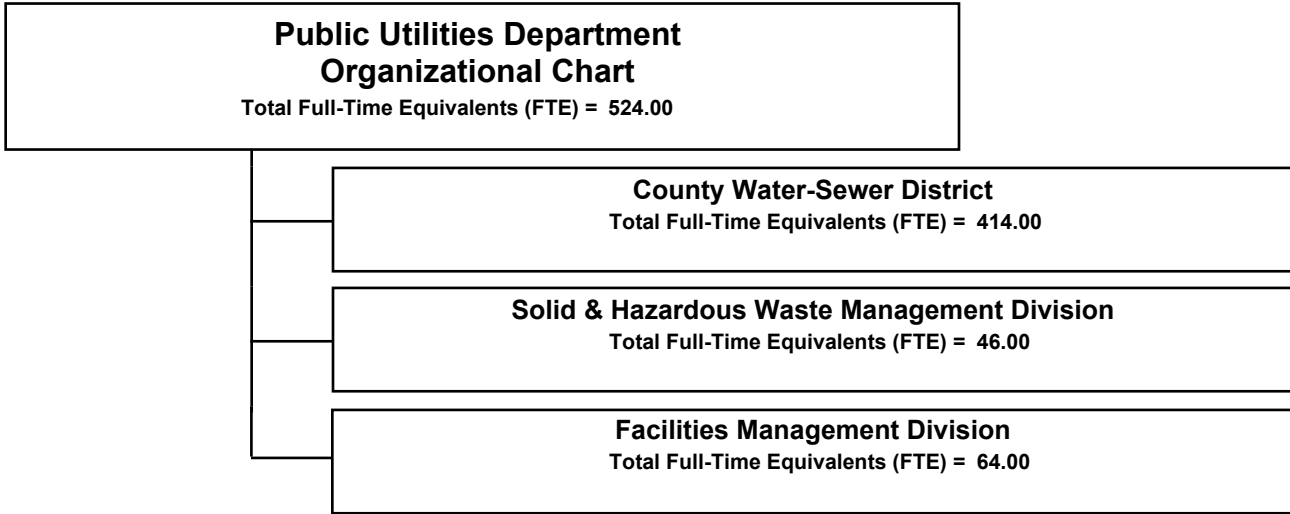 Public Utilities Department
Organizational Chart
Total Full-Time Equivalents (FTE) = 524.00
County Water-Sewer District
Total Full-Time Equivalents (FTE) = 414.00
Solid & Hazardous Waste Management Division
Total Full-Time Equivalents (FTE) = 46.00
Facilities Management Division
Total Full-Time Equivalents (FTE) = 64.00